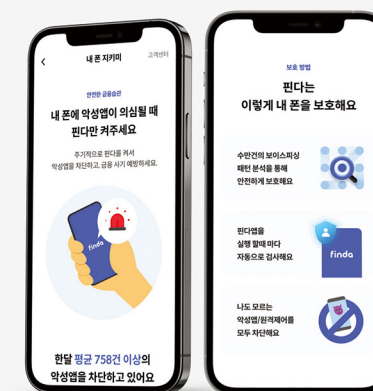 내 폰 지키미
고객센터
안전한 금융습관
내 폰에 악성앱이 의심될 때
핀다만 켜주세요
주기적으로 핀다를 켜서
악성앱을 차단하고, 금융 사기 예방하세요.
finda
한달 평균 758건 이상의
악성앱을 차단하고 있어요
보호 방법
핀다는
이렇게 내 폰을 보호해요
수만건의 보이스피싱
패턴 분석을 통해
안전하게 보호해요
핀다앱을
실행 할때 마다
자동으로 검사해요
finda
나도 모르는
악성앱/원격제어를
모두 차단해요